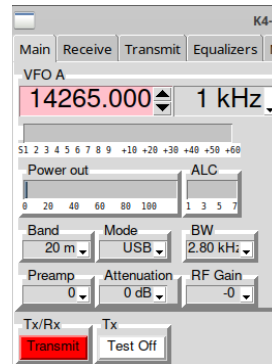 K4-
Main Receive Transmit Equalizers
VFO A
14265.000 1 kHz
S1 2 3 4 5 6 7 8 9 +10 +20 +30 +40 +50 +60
Power out ALC
0 20 40 60 80 100 1 3 5 7
Band Mode BW
20 m USB 2.80 kHz
Preamp Attenuation RF Gain
0 0 dB -0
Tx/Rx Tx
Transmit Test Off